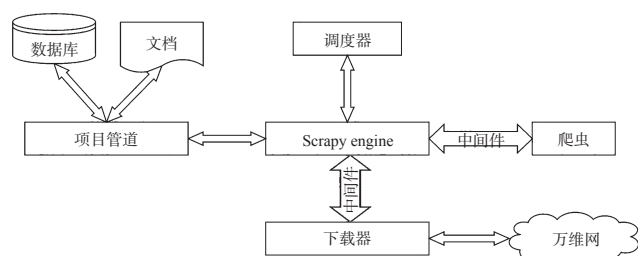 数据库
文档
调度器
项目管道
Scrapy engine
中间件
爬虫
中间件
下载器
万维网